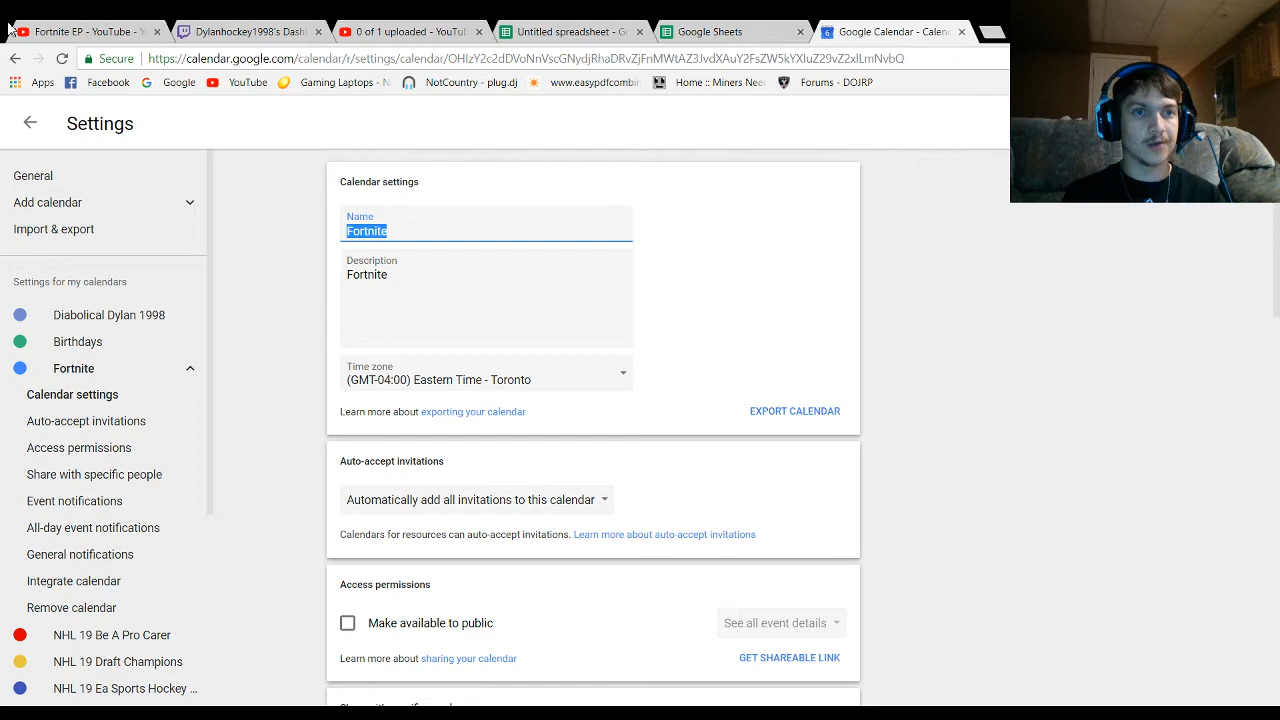 Fortnite EP - YouTube
Dylanhockey1998's
0 of 1 uploaded - YouTu
Untitled spreadsheet - G
Google Sheets
Google Calendar - Calen
Secure
https://calendar.google.com/calendar/r/settings/calendar/
Apps
Facebook
Google
YouTube
Gaming Laptops - N
NotCountry - plug.dj
www.easypdfcombin
Home :: Miners Nee
Forums - DOJRP
Settings
General
Add calendar
Import & export
Settings for my calendars
Diabolical Dylan 1998
Birthdays
Fortnite
Calendar settings
Auto-accept invitations
Access permissions
Share with specific people
Event notifications
All-day event notifications
General notifications
Integrate calendar
Remove calendar
NHL 19 Be A Pro Carer
NHL 19 Draft Champions
NHL 19 Ea Sports Hockey ...
Calendar settings
Name
Fortnite
Description
Fortnite
Time zone
(GMT-04:00) Eastern Time - Toronto
Learn more about exporting your calendar
EXPORT CALENDAR
Auto-accept invitations
Automatically add all invitations to this calendar
Calendars for resources can auto-accept invitations. Learn more about auto-accept invitations
Access permissions
Make available to public
See all event details
Learn more about sharing your calendar
GET SHAREABLE LINK